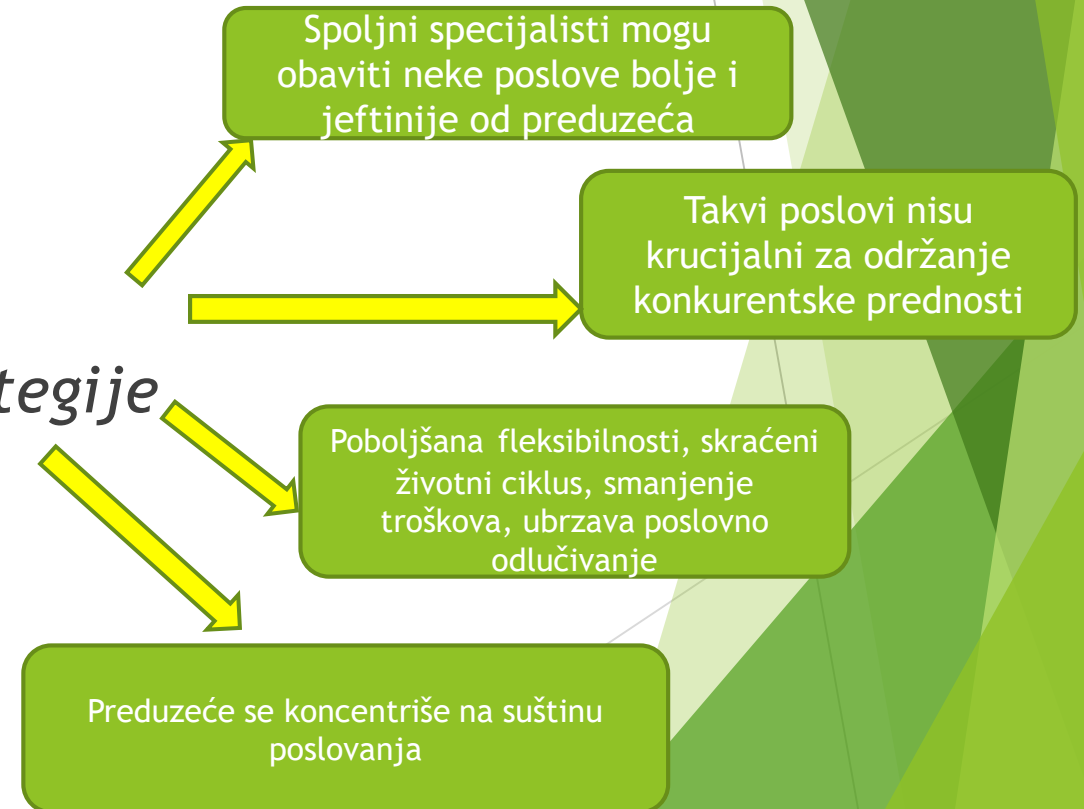 Spoljni specijalisti mogu
obaviti neke poslove bolje i
jeftinije od preduzeća
Takvi poslovi nisu
krucijalni za održanje
konkurentske prednosti
tegije
Poboljšana fleksibilnosti, skraćeni
životni ciklus, smanjenje
troškova, ubrzava poslovno
odlučivanje
Preduzeće se koncentriše na suštinu
poslovanja